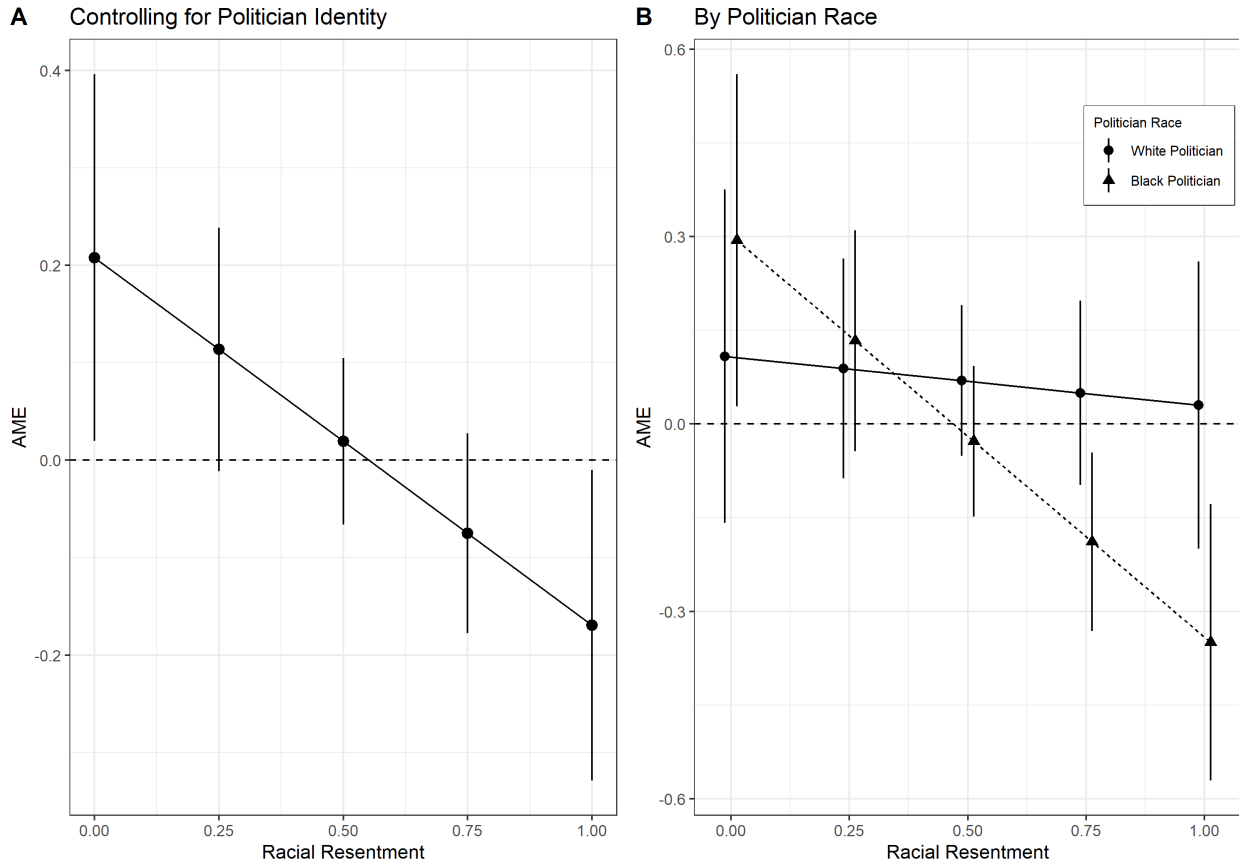 A Controlling for Politician Identity
0.4
0.2
0.0
-0.2
AME
0.00 0.25 0.50 0.75 1.00
Racial Resentment
B By Politician Race
0.6
0.3
0.0
-0.3
-0.6
AME
Politician Race
White Politician
Black Politician
0.00 0.25 0.50 0.75 1.00
Racial Resentment